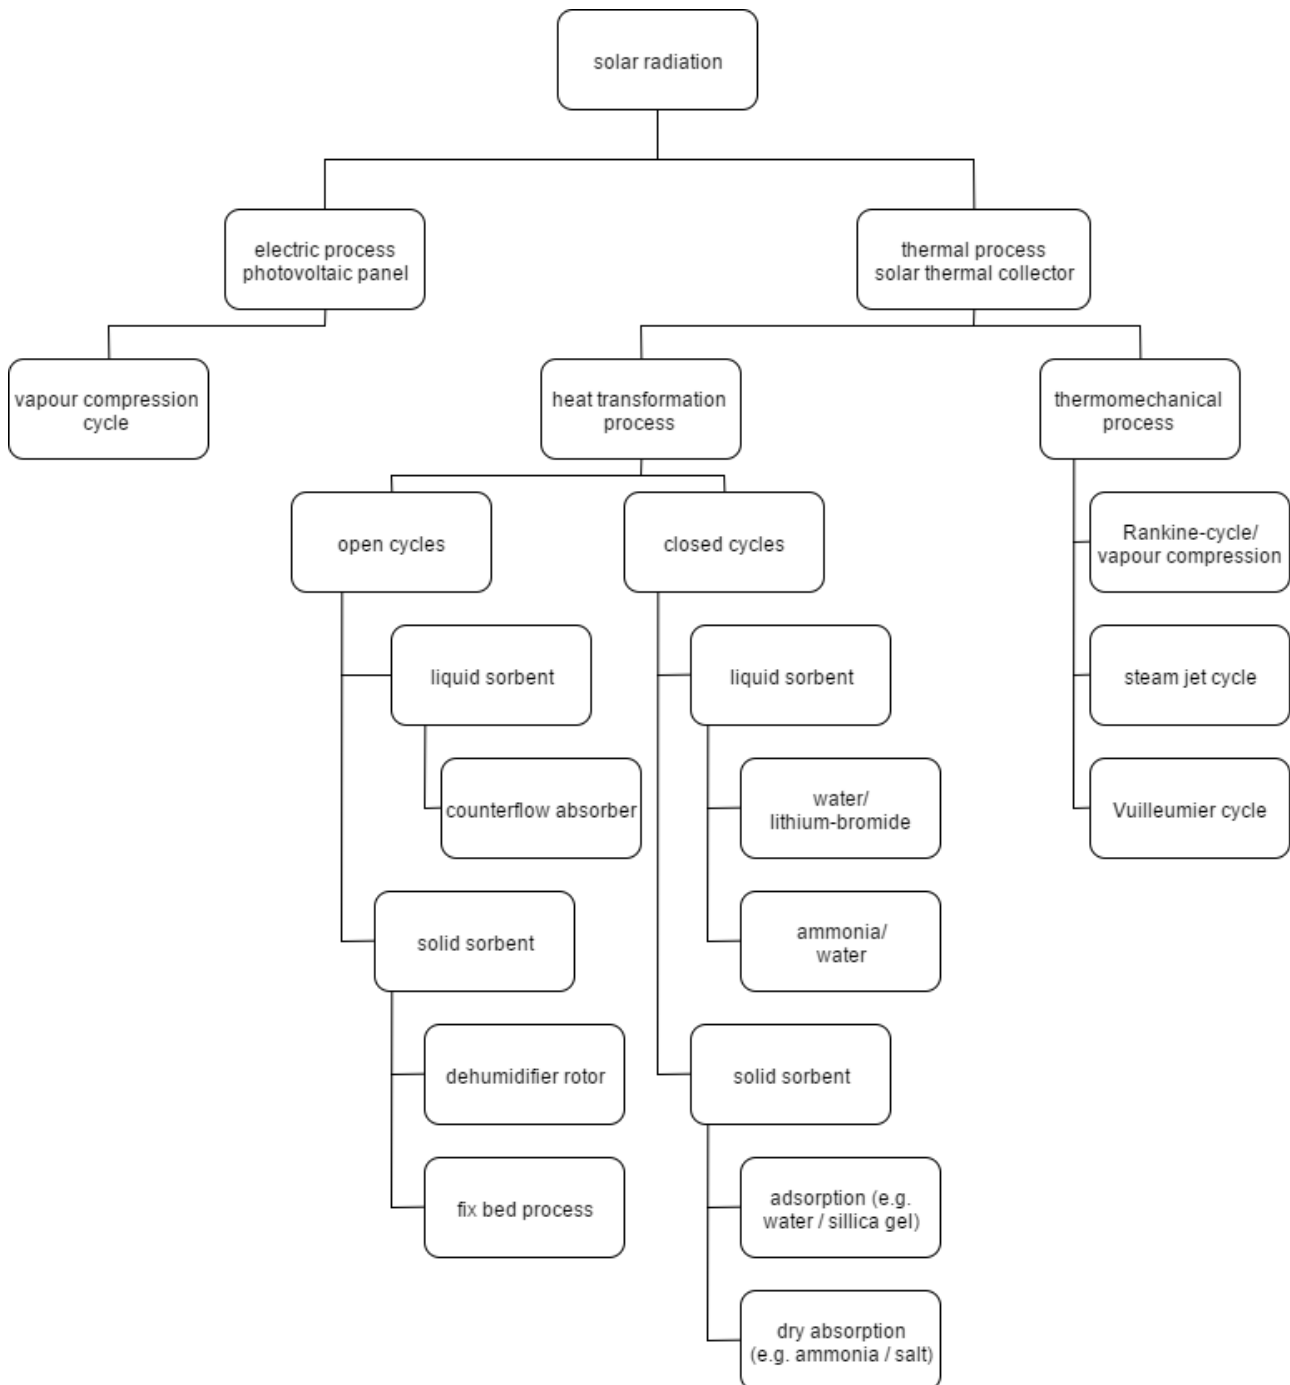 solar radiation
electric process
photovoltaic panel
thermal process
solar thermal collector
vapour compression
cycle
heat transformation
process
thermomechanical
process
open cycles
closed cycles
Rankine-cycle/
vapour compression
liquid sorbent
liquid sorbent
steam jet cycle
counterflow absorber
water/
lithium-bromide
Vuilleumier cycle
solid sorbent
ammonia/
water
dehumidifier rotor
solid sorbent
fix bed process
adsorption (e.g.
water / sillica gel)
dry absorption
(e.g. ammonia / salt)